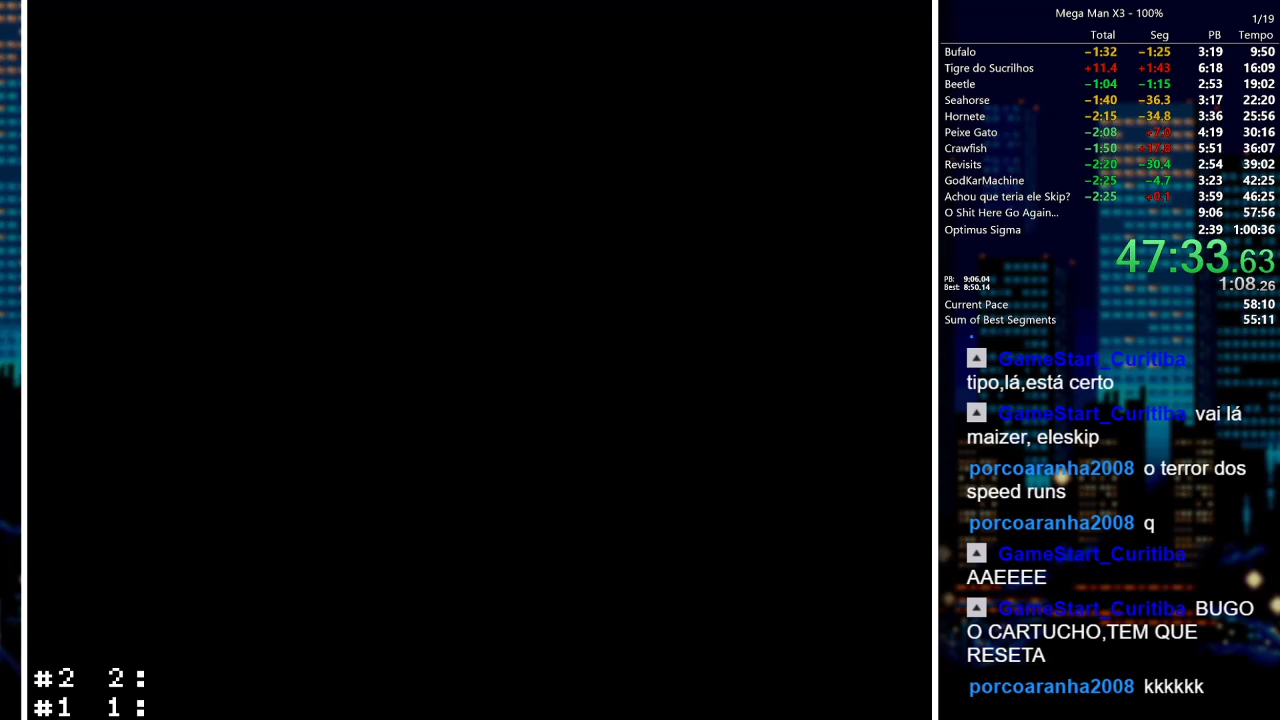 Mega Man X3 - 100%
1/19
Total Seg PB Tempo
Bufalo −1:32 −1:25 3:19 9:50
Tigre do Sucrilhos +11.4 +1:43 6:18 16:09
Beetle −1:04 −1:15 2:53 19:02
Seahorse −1:40 −36.3 3:17 22:20
Hornete −2:15 −34.8 3:36 25:56
Peixe Gato −2:08 +7.0 4:19 30:16
Crawfish −1:50 +17.8 5:51 36:07
Revisits −2:20 −30.4 2:54 39:02
GodKarMachine −2:25 −4.7 3:23 42:25
Achou que teria ele Skip? −2:25 +0.1 3:59 46:25
O Shit Here Go Again... 9:06 57:56
Optimus Sigma 2:39 1:00:36
47:33.63
PB: 9:06.04
Best: 8:50.14
1:08.26
Current Pace 58:10
Sum of Best Segments 55:11
GameStart_Curitiba
tipo,lá,está certo
GameStart_Curitiba vai lá
maizer, eleskip
porcoaranha2008 o terror dos
speed runs
porcoaranha2008 q
GameStart_Curitiba
AAEEEE
GameStart_Curitiba BUGO
O CARTUCHO,TEM QUE
RESETA
porcoaranha2008 kkkkkk
#2 2:
#1 1: